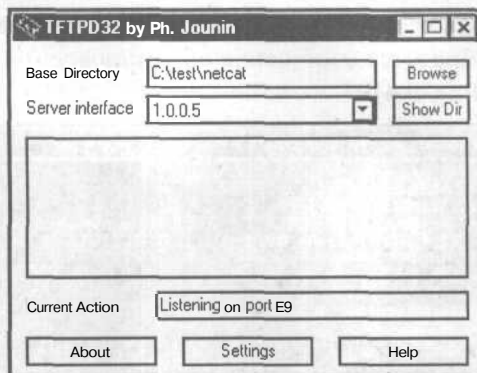 TFTPD32 by Ph. Jounin
Base Directory C:\test\netcat Browse
Server interface 1.0.0.5 Show Dir
Current Action Listening on port E9
About Settings Help